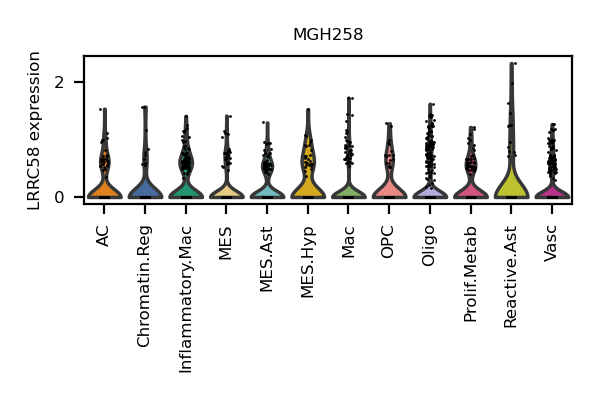 MGH258
LRRC58 expression
2
0
AC
Chromatin.Reg
Inflammatory.Mac
MES
MES.Ast
MES.Hyp
Mac
OPC
Oligo
Prolif.Metab
Reactive.Ast
Vasc